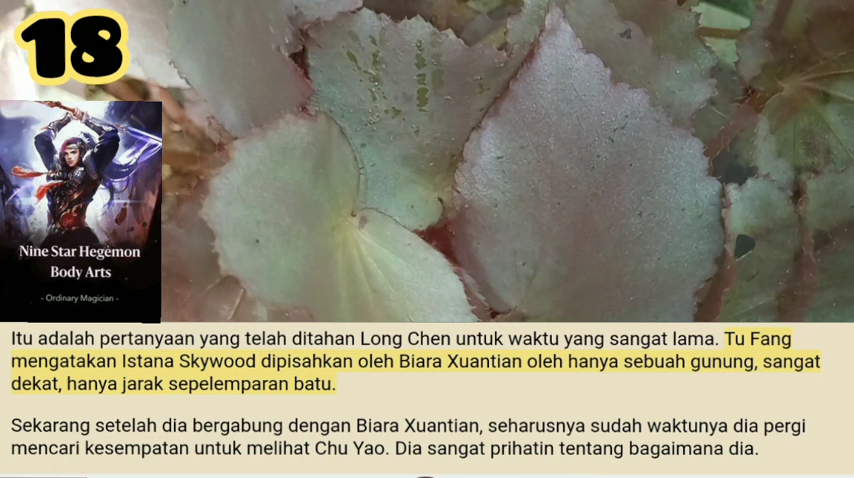 18
Nine Star Hegemon
Body Arts
- Ordinary Magician -
Itu adalah pertanyaan yang telah ditahan Long Chen untuk waktu yang sangat lama. Tu Fang
mengatakan Istana Skywood dipisahkan oleh Biara Xuantian oleh hanya sebuah gunung, sangat
dekat, hanya jarak sepelemparan batu.
Sekarang setelah dia bergabung dengan Biara Xuantian, seharusnya sudah waktunya dia pergi
mencari kesempatan untuk melihat Chu Yao. Dia sangat prihatin tentang bagaimana dia.